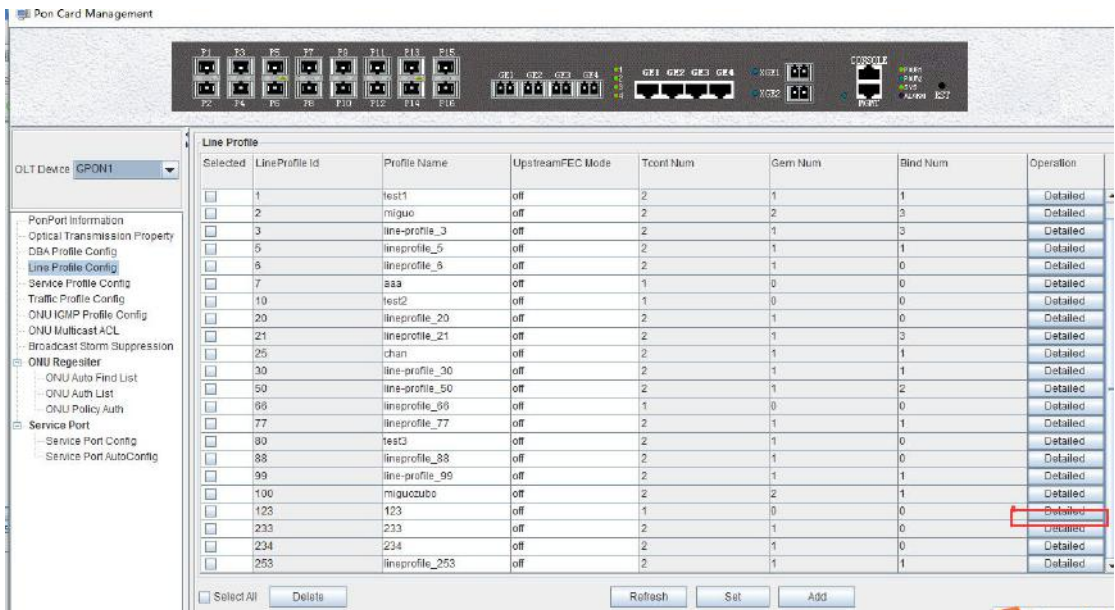 Pon Card Management
P1 P3 P5 P7 P9 P11 P13 P15
P2 P4 P6 P8 P10 P12 P14 P16
GE1 GE2 GE3 GE4
GE1 GE2 GE3 GE4
XGE1
XGE2
CONSOLE
MGMT
PWR1
PWR2
SYS
ALARM
RST
OLT Device GPON1
PonPort Information
Optical Transmission Property
DBA Profile Config
Line Profile Config
Service Profile Config
Traffic Profile Config
ONU IGMP Profile Config
ONU Multicast ACL
Broadcast Storm Suppression
ONU Regesiter
ONU Auto Find List
ONU Auth List
ONU Policy Auth
Service Port
Service Port Config
Service Port AutoConfig
Line Profile
Selected LineProfile Id Profile Name UpstreamFEC Mode Tcont Num Gem Num Bind Num Operation
1 test1 off 2 1 1 Detailed
2 miguo off 2 2 3 Detailed
3 line-profile_3 off 2 1 3 Detailed
5 lineprofile_5 off 2 1 1 Detailed
6 lineprofile_6 off 2 1 0 Detailed
7 aaa off 1 0 0 Detailed
10 test2 off 1 0 0 Detailed
20 lineprofile_20 off 2 1 0 Detailed
21 lineprofile_21 off 2 1 3 Detailed
25 chan off 2 1 1 Detailed
30 line-profile_30 off 2 1 1 Detailed
50 line-profile_50 off 2 1 2 Detailed
66 lineprofile_66 off 1 0 0 Detailed
77 lineprofile_77 off 2 1 1 Detailed
80 test3 off 2 1 0 Detailed
88 lineprofile_88 off 2 1 0 Detailed
99 line-profile_99 off 2 1 1 Detailed
100 miguozubo off 2 2 1 Detailed
123 123 off 1 0 0 Detailed
233 233 off 2 1 0 Detailed
234 234 off 2 1 0 Detailed
253 lineprofile_253 off 2 1 1 Detailed
Select All Delete Refresh Set Add